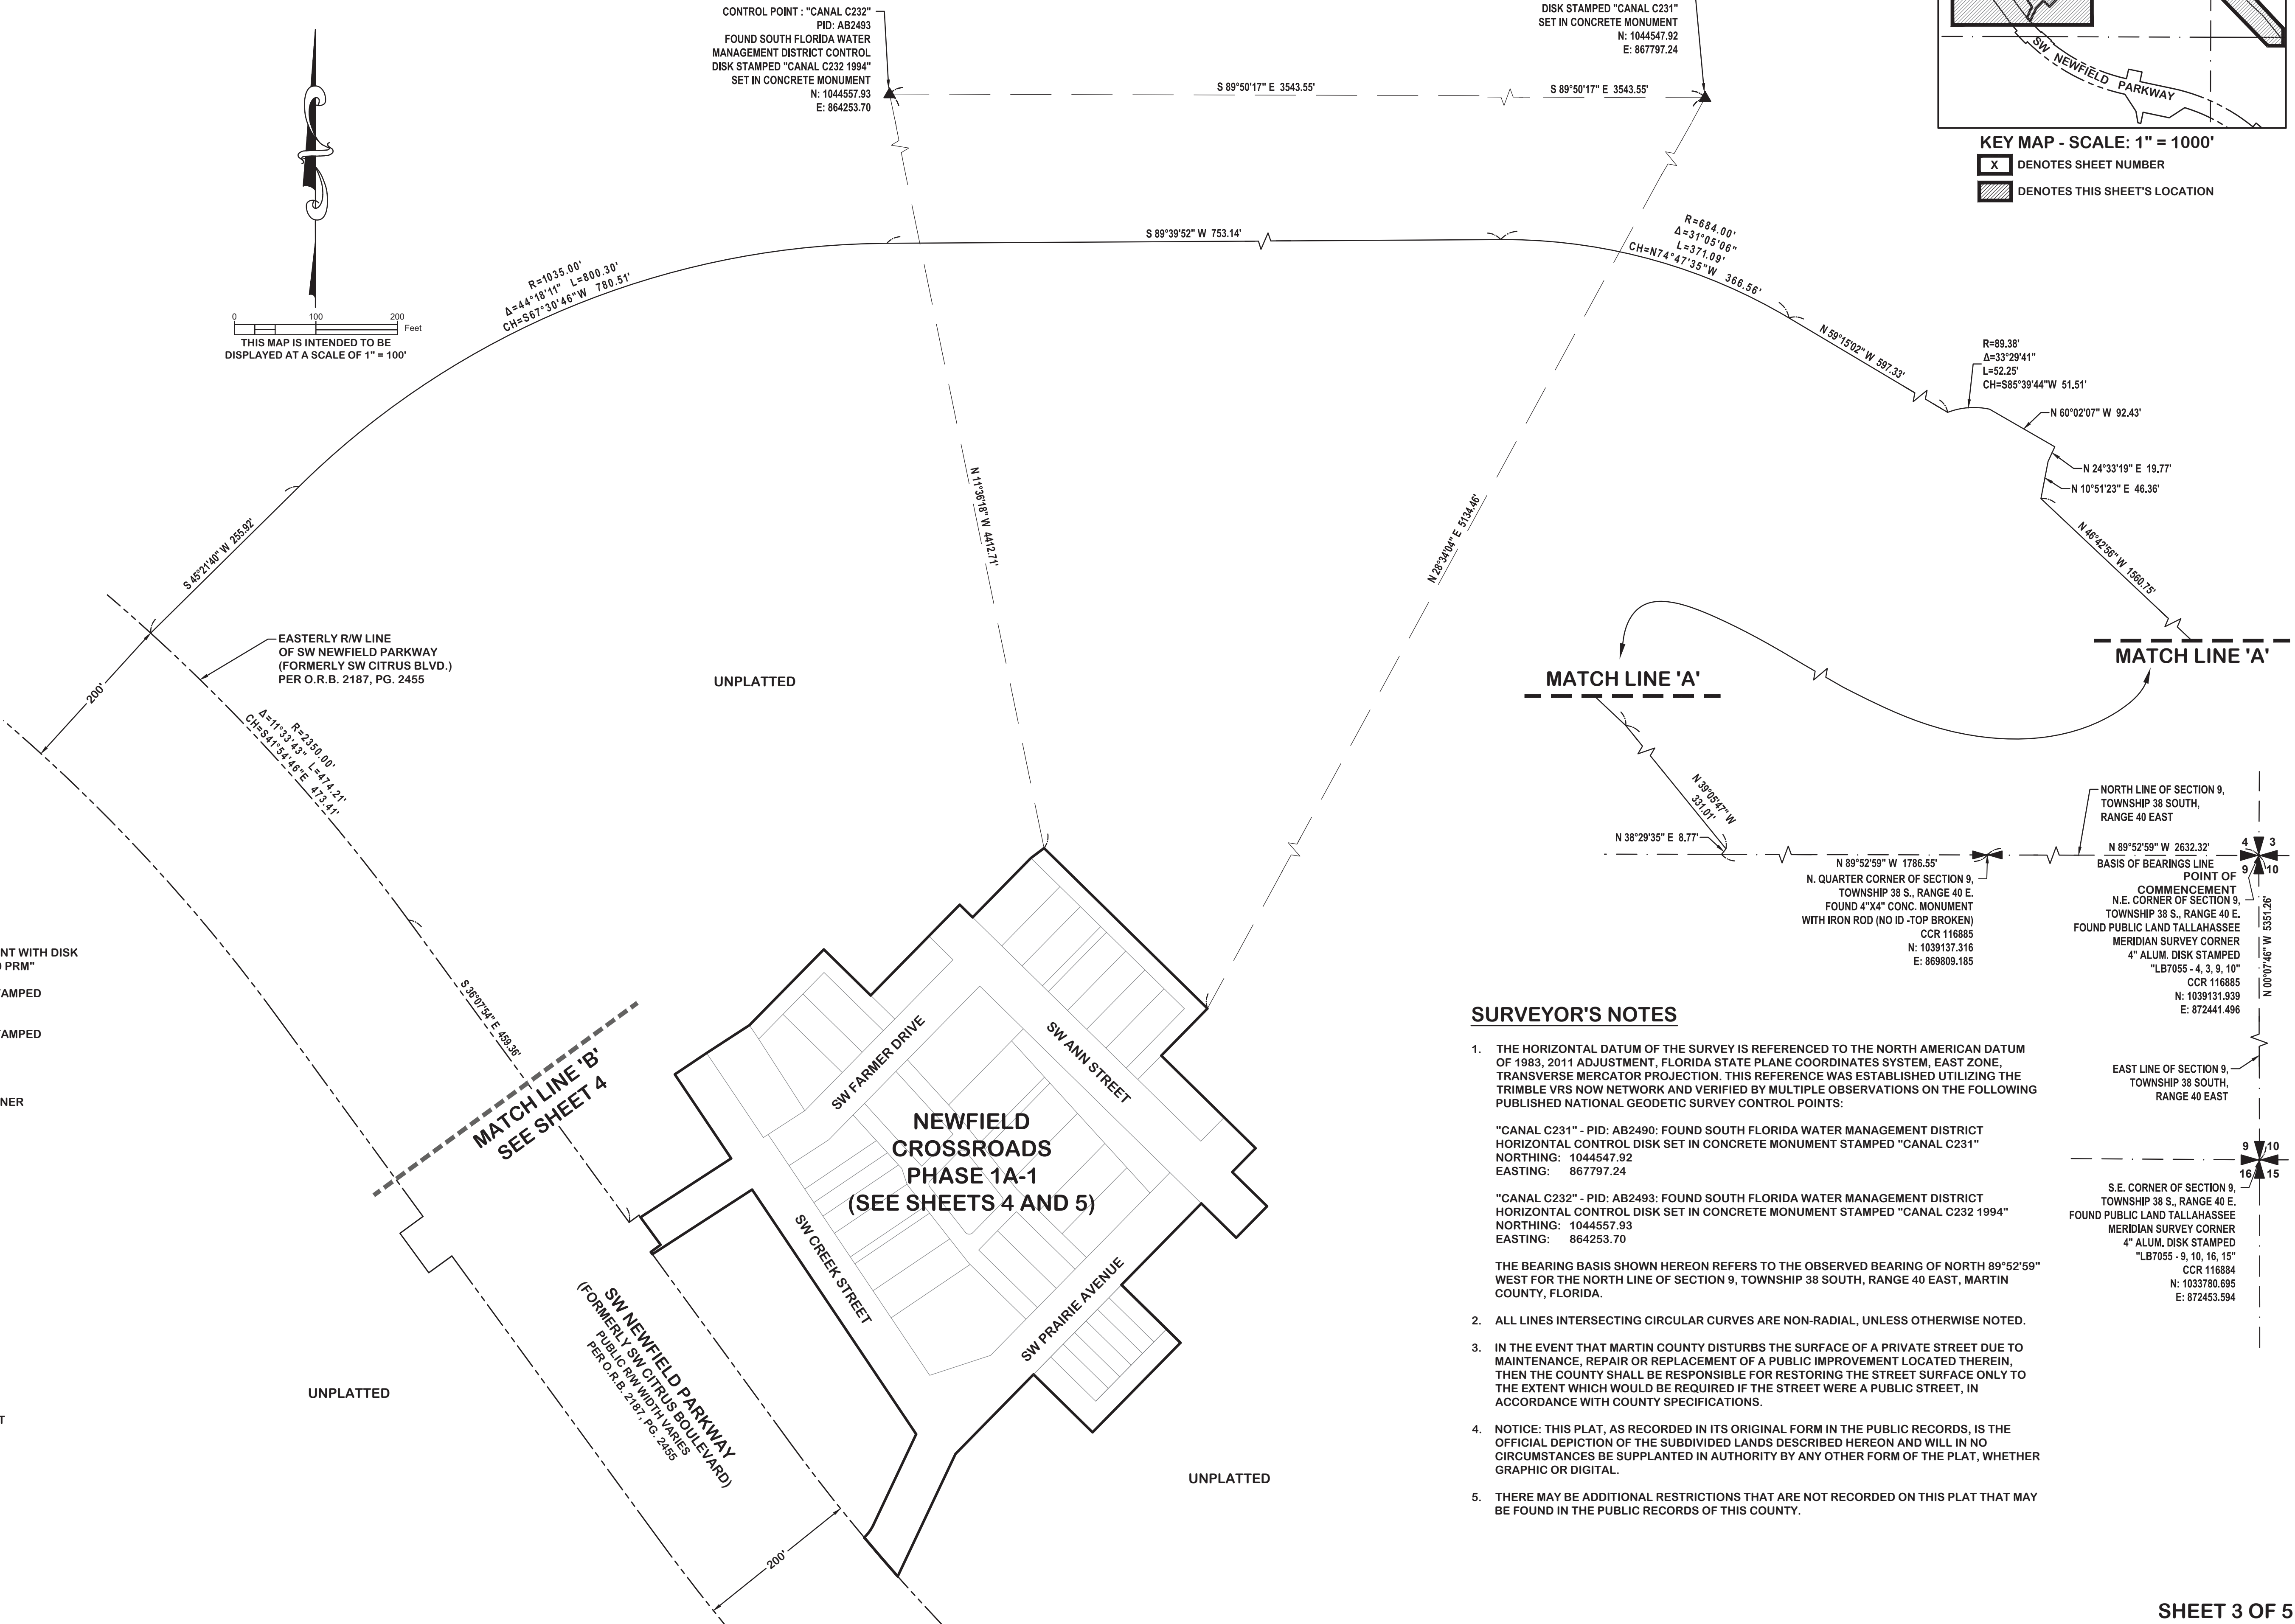 CONTROL POINT : "CANAL C232"
PID: AB2493
FOUND SOUTH FLORIDA WATER
MANAGEMENT DISTRICT CONTROL
DISK STAMPED "CANAL C232 1994"
SET IN CONCRETE MONUMENT
N: 1044557.93
E: 864253.70
DISK STAMPED "CANAL C231"
SET IN CONCRETE MONUMENT
N: 1044547.92
E: 867797.24
S 89°50'17" E 3543.55'
S 89°50'17" E 3543.55'
SW NEWFIELD PARKWAY
KEY MAP - SCALE: 1" = 1000'
X DENOTES SHEET NUMBER
DENOTES THIS SHEET'S LOCATION
0 100 200
Feet
THIS MAP IS INTENDED TO BE
DISPLAYED AT A SCALE OF 1" = 100'
R=1035.00'
Δ=44°18'11" L=800.30'
CH=S67°30'46"W 780.51'
S 89°39'52" W 753.14'
R=684.00'
Δ=31°05'06"
L=371.09'
CH=N74°47'35"W 366.56'
N 59°15'02" W 597.33'
R=89.38'
Δ=33°29'41"
L=52.25'
CH=S85°39'44"W 51.51'
N 60°02'07" W 92.43'
N 24°33'19" E 19.77'
N 10°51'23" E 46.36'
N 46°42'56" W 1560.75'
MATCH LINE 'A'
MATCH LINE 'A'
S 45°21'40" W 255.92'
N 11°36'18" W 4412.71'
N 28°34'04" E 5134.46'
EASTERLY R/W LINE
OF SW NEWFIELD PARKWAY
(FORMERLY SW CITRUS BLVD.)
PER O.R.B. 2187, PG. 2455
200'
UNPLATTED
R=2350.00'
Δ=11°33'43" L=474.21'
CH=S41°54'46"E 473.41'
N 39°05'47" W
331.01'
N 38°29'35" E 8.77'
N 89°52'59" W 1786.55'
N. QUARTER CORNER OF SECTION 9,
TOWNSHIP 38 S., RANGE 40 E.
FOUND 4"X4" CONC. MONUMENT
WITH IRON ROD (NO ID -TOP BROKEN)
CCR 116885
N: 1039137.316
E: 869809.185
NORTH LINE OF SECTION 9,
TOWNSHIP 38 SOUTH,
RANGE 40 EAST
N 89°52'59" W 2632.32'
BASIS OF BEARINGS LINE
4 3
9 10
POINT OF
COMMENCEMENT
N.E. CORNER OF SECTION 9,
TOWNSHIP 38 S., RANGE 40 E.
FOUND PUBLIC LAND TALLAHASSEE
MERIDIAN SURVEY CORNER
4" ALUM. DISK STAMPED
"LB7055 - 4, 3, 9, 10"
CCR 116885
N: 1039131.939
E: 872441.496
N 00°07'46" W 5351.26'
EAST LINE OF SECTION 9,
TOWNSHIP 38 SOUTH,
RANGE 40 EAST
9 10
16 15
S.E. CORNER OF SECTION 9,
TOWNSHIP 38 S., RANGE 40 E.
FOUND PUBLIC LAND TALLAHASSEE
MERIDIAN SURVEY CORNER
4" ALUM. DISK STAMPED
"LB7055 - 9, 10, 16, 15"
CCR 116884
N: 1033780.695
E: 872453.594
NT WITH DISK
PRM"
AMPED
AMPED
NER
T
S 36°07'54" E 459.36'
MATCH LINE 'B'
SEE SHEET 4
SW FARMER DRIVE
SW ANN STREET
NEWFIELD
CROSSROADS
PHASE 1A-1
(SEE SHEETS 4 AND 5)
SW CREEK STREET
SW PRAIRIE AVENUE
SW NEWFIELD PARKWAY
(FORMERLY SW CITRUS BOULEVARD)
PUBLIC R/W WIDTH VARIES
PER O.R.B. 2187, PG. 2455
UNPLATTED
UNPLATTED
200'
SURVEYOR'S NOTES
1. THE HORIZONTAL DATUM OF THE SURVEY IS REFERENCED TO THE NORTH AMERICAN DATUM
OF 1983, 2011 ADJUSTMENT, FLORIDA STATE PLANE COORDINATES SYSTEM, EAST ZONE,
TRANSVERSE MERCATOR PROJECTION. THIS REFERENCE WAS ESTABLISHED UTILIZING THE
TRIMBLE VRS NOW NETWORK AND VERIFIED BY MULTIPLE OBSERVATIONS ON THE FOLLOWING
PUBLISHED NATIONAL GEODETIC SURVEY CONTROL POINTS:
"CANAL C231" - PID: AB2490: FOUND SOUTH FLORIDA WATER MANAGEMENT DISTRICT
HORIZONTAL CONTROL DISK SET IN CONCRETE MONUMENT STAMPED "CANAL C231"
NORTHING: 1044547.92
EASTING: 867797.24
"CANAL C232" - PID: AB2493: FOUND SOUTH FLORIDA WATER MANAGEMENT DISTRICT
HORIZONTAL CONTROL DISK SET IN CONCRETE MONUMENT STAMPED "CANAL C232 1994"
NORTHING: 1044557.93
EASTING: 864253.70
THE BEARING BASIS SHOWN HEREON REFERS TO THE OBSERVED BEARING OF NORTH 89°52'59"
WEST FOR THE NORTH LINE OF SECTION 9, TOWNSHIP 38 SOUTH, RANGE 40 EAST, MARTIN
COUNTY, FLORIDA.
2. ALL LINES INTERSECTING CIRCULAR CURVES ARE NON-RADIAL, UNLESS OTHERWISE NOTED.
3. IN THE EVENT THAT MARTIN COUNTY DISTURBS THE SURFACE OF A PRIVATE STREET DUE TO
MAINTENANCE, REPAIR OR REPLACEMENT OF A PUBLIC IMPROVEMENT LOCATED THEREIN,
THEN THE COUNTY SHALL BE RESPONSIBLE FOR RESTORING THE STREET SURFACE ONLY TO
THE EXTENT WHICH WOULD BE REQUIRED IF THE STREET WERE A PUBLIC STREET, IN
ACCORDANCE WITH COUNTY SPECIFICATIONS.
4. NOTICE: THIS PLAT, AS RECORDED IN ITS ORIGINAL FORM IN THE PUBLIC RECORDS, IS THE
OFFICIAL DEPICTION OF THE SUBDIVIDED LANDS DESCRIBED HEREON AND WILL IN NO
CIRCUMSTANCES BE SUPPLANTED IN AUTHORITY BY ANY OTHER FORM OF THE PLAT, WHETHER
GRAPHIC OR DIGITAL.
5. THERE MAY BE ADDITIONAL RESTRICTIONS THAT ARE NOT RECORDED ON THIS PLAT THAT MAY
BE FOUND IN THE PUBLIC RECORDS OF THIS COUNTY.
SHEET 3 OF 5